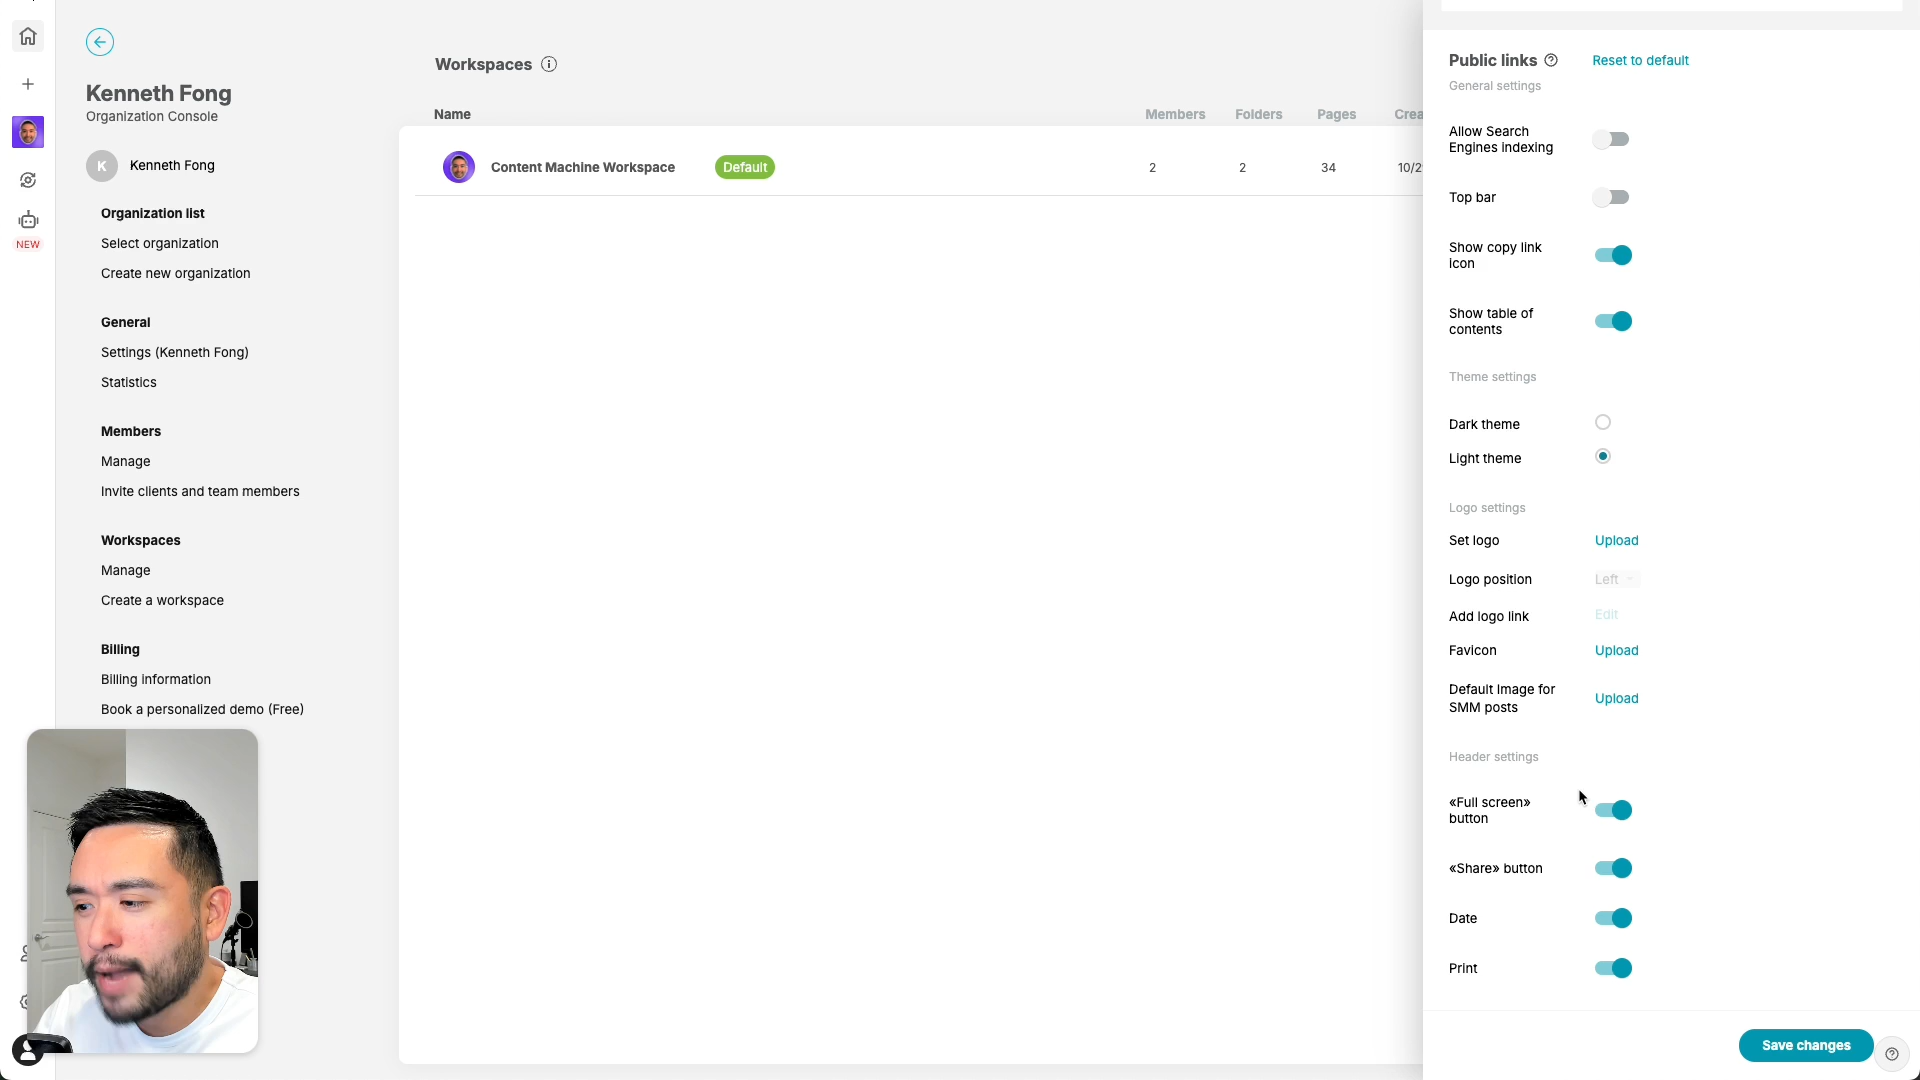 Kenneth Fong
Organization Console
K
Kenneth Fong
NEW
Organization list
Select organization
Create new organization
General
Settings (Kenneth Fong)
Statistics
Members
Manage
Invite clients and team members
Workspaces
Manage
Create a workspace
Billing
Billing information
Book a personalized demo (Free)
Workspaces
Name
Members
Folders
Pages
Content Machine Workspace
Default
2
2
34
10/2
Public links
Reset to default
General settings
Allow Search
Engines indexing
Top bar
Show copy link
icon
Show table of
contents
Theme settings
Dark theme
Light theme
Logo settings
Set logo
Upload
Logo position
Left
Add logo link
Edit
Favicon
Upload
Default Image for
SMM posts
Upload
Header settings
«Full screen»
button
«Share» button
Date
Print
Save changes